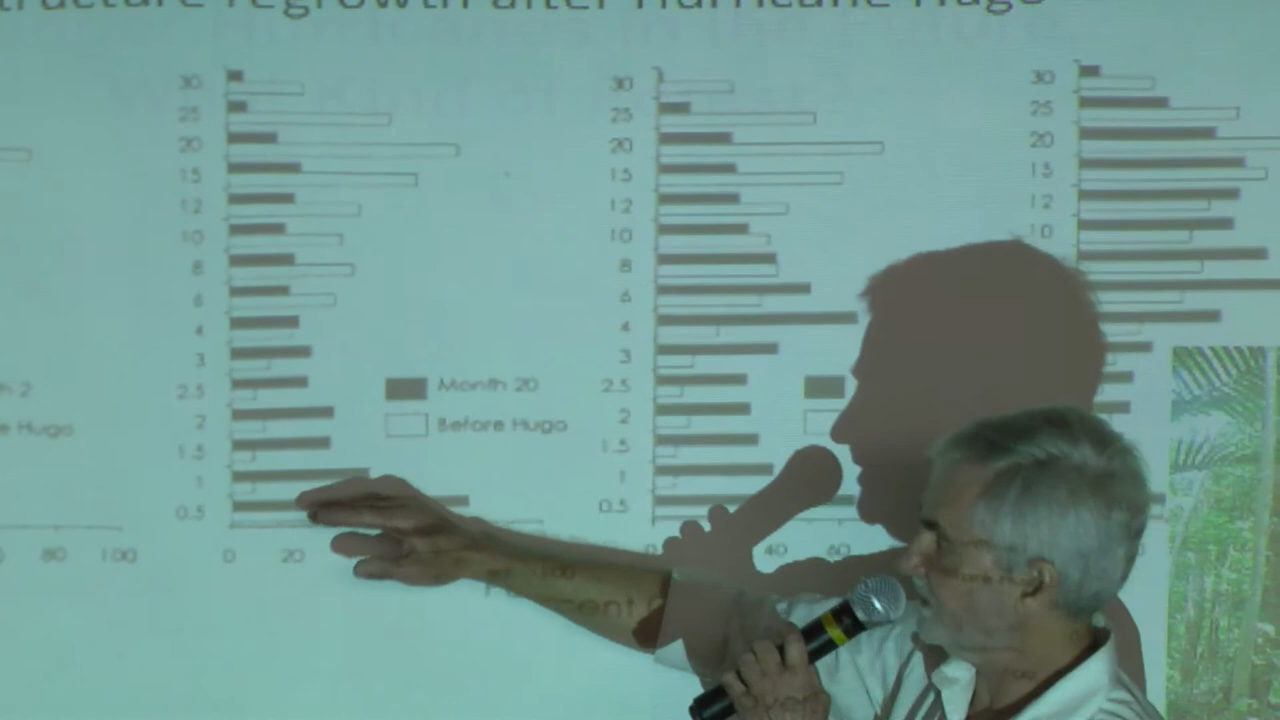 tructure regrowth after Hurricane Hugo
30 30 30
25 25 25
20 20 20
15 15 15
12 12 12
10 10 10
8 8
6 6
4 4
3 3
h 2 2.5 Month 20 2.5
e Hugo 2 Before Hugo 2
1.5 1.5
1 1
0.5 0.5
80 100 0 20 0 40 60